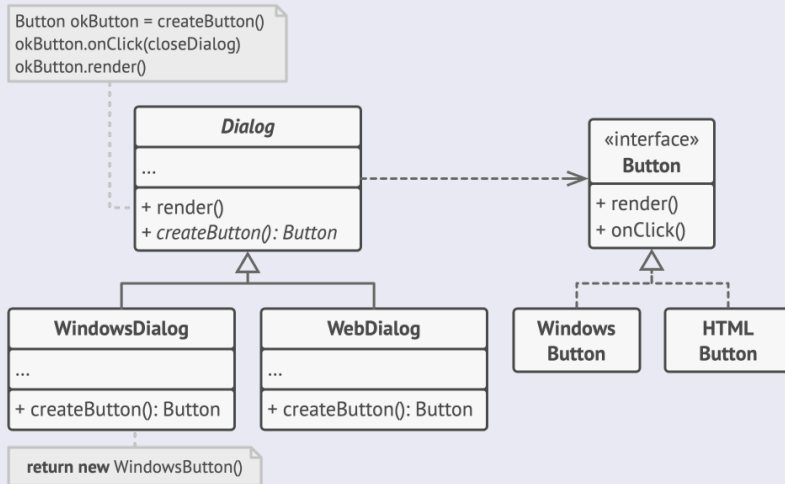 Button okButton = createButton()
okButton.onClick(closeDialog)
okButton.render()
Dialog
...
+ render()
+ createButton(): Button
«interface»
Button
+ render()
+ onClick()
WindowsDialog
...
+ createButton(): Button
WebDialog
...
+ createButton(): Button
Windows
Button
HTML
Button
return new WindowsButton()